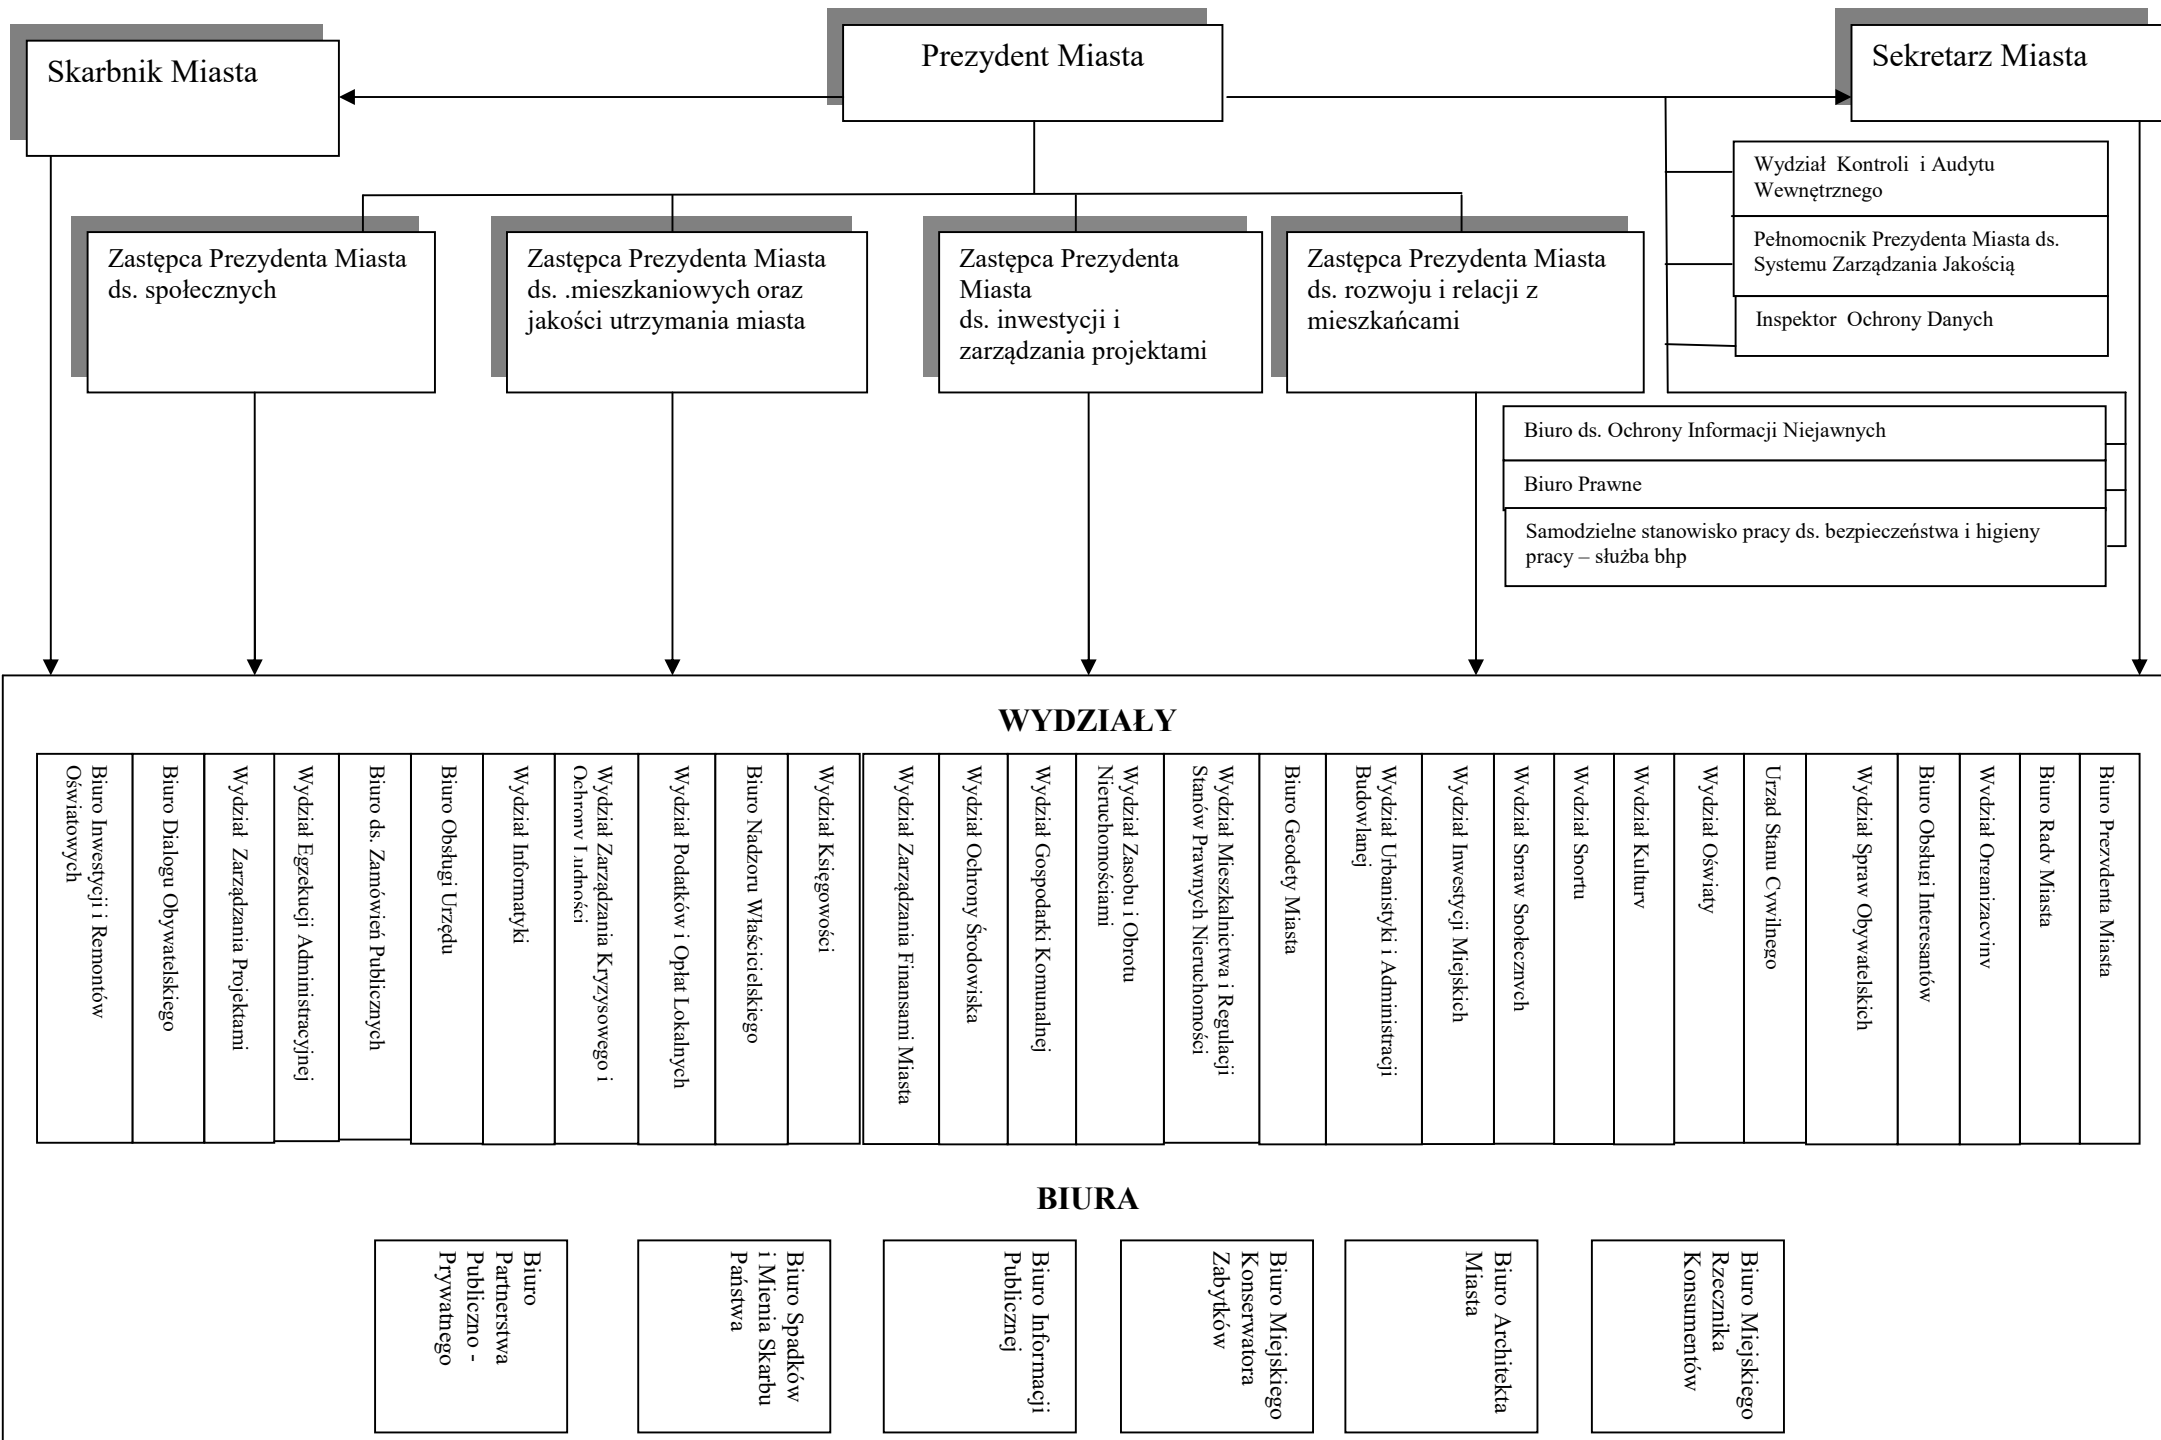 Skarbnik Miasta
Prezydent Miasta
Sekretarz Miasta
Wydział Kontroli i Audytu
Wewnętrznego
Pełnomocnik Prezydenta Miasta ds.
Systemu Zarządzania Jakością
Inspektor Ochrony Danych
Zastępca Prezydenta Miasta
ds. społecznych
Zastępca Prezydenta Miasta
ds. .mieszkaniowych oraz
jakości utrzymania miasta
Zastępca Prezydenta
Miasta
ds. inwestycji i
zarządzania projektami
Zastępca Prezydenta Miasta
ds. rozwoju i relacji z
mieszkańcami
Biuro ds. Ochrony Informacji Niejawnych
Biuro Prawne
Samodzielne stanowisko pracy ds. bezpieczeństwa i higieny
pracy – służba bhp
WYDZIAŁY
Biuro Inwestycji i Remontów
Oświatowych
Biuro Dialogu Obywatelskiego
Wydział Zarządzania Projektami
Wydział Egzekucji Administracyjnej
Biuro ds. Zamówień Publicznych
Biuro Obsługi Urzędu
Wydział Informatyki
Wydział Zarządzania Kryzysowego i
Ochrony Ludności
Wydział Podatków i Opłat Lokalnych
Biuro Nadzoru Właścicielskiego
Wydział Księgowości
Wydział Zarządzania Finansami Miasta
Wydział Ochrony Środowiska
Wydział Gospodarki Komunalnej
Wydział Zasobu i Obrotu
Nieruchomościami
Wydział Mieszkalnictwa i Regulacji
Stanów Prawnych Nieruchomości
Biuro Geodety Miasta
Wydział Urbanistyki i Administracji
Budowlanej
Wydział Inwestycji Miejskich
Wydział Spraw Społecznych
Wydział Sportu
Wydział Kultury
Wydział Oświaty
Urząd Stanu Cywilnego
Wydział Spraw Obywatelskich
Biuro Obsługi Interesantów
Wydział Organizacyjny
Biuro Rady Miasta
Biuro Prezydenta Miasta
BIURA
Biuro
Partnerstwa
Publiczno -
Prywatnego
Biuro Spadków
i Mienia Skarbu
Państwa
Biuro Informacji
Publicznej
Biuro Miejskiego
Konserwatora
Zabytków
Biuro Architekta
Miasta
Biuro Miejskiego
Rzecznika
Konsumentów